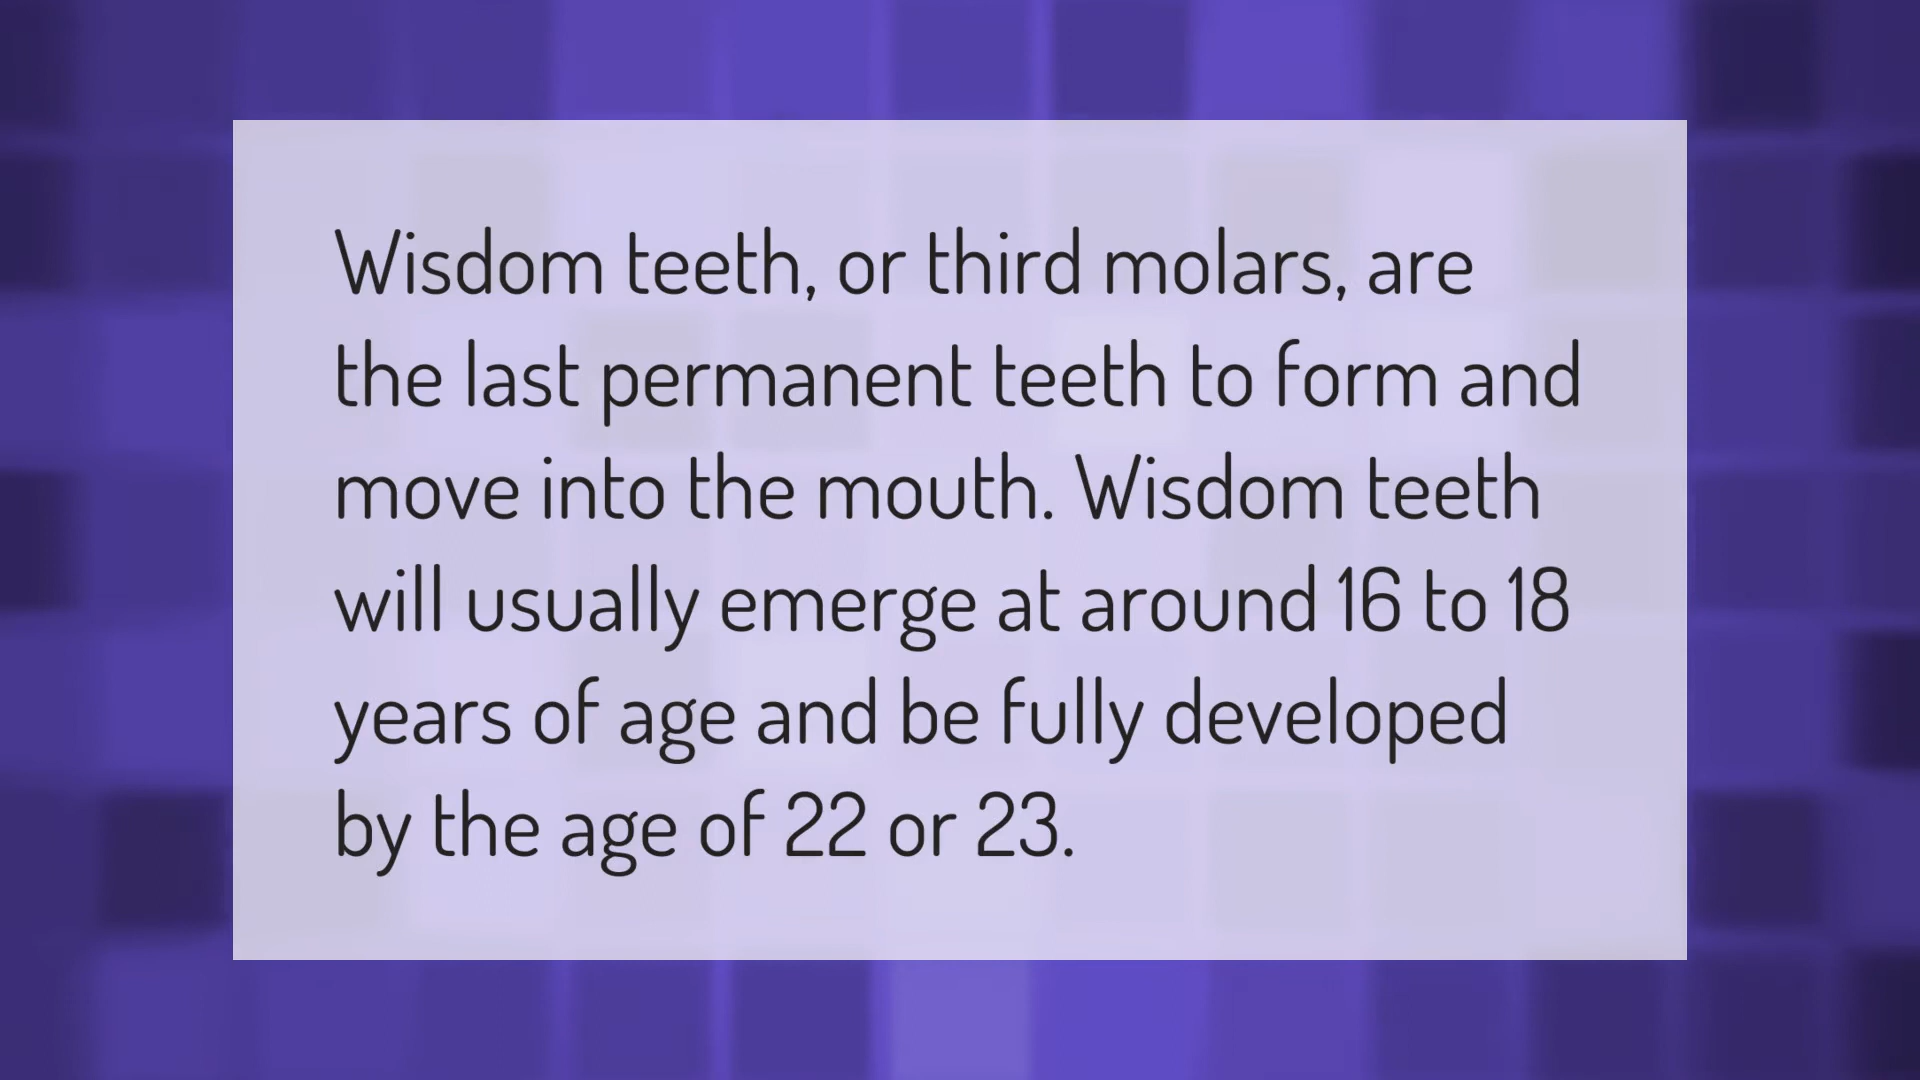 Wisdom teeth, or third molars, are
the last permanent teeth to form and
move into the mouth. Wisdom teeth
will usually emerge at around 16 to 18
years of age and be fully developed
by the age of 22 or 23.